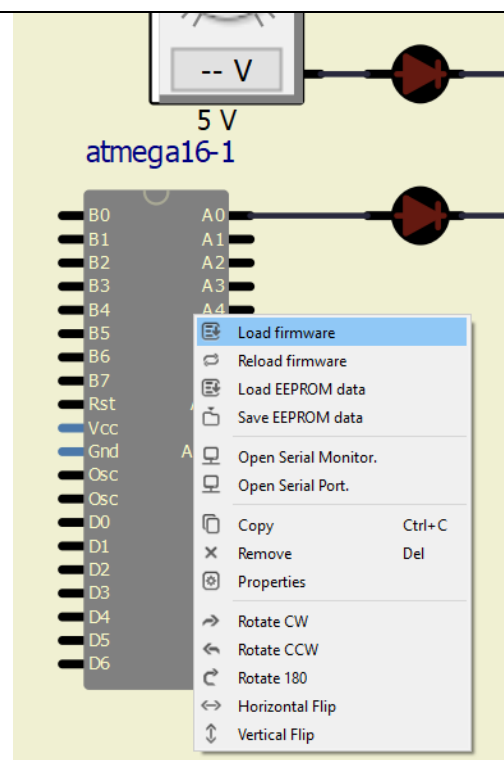 -- V
5 V
atmega16-1
B0 A0
B1 A1
B2 A2
B3 A3
B4 A4
B5
B6
B7
Rst
Vcc
Gnd
Osc
Osc
D0
D1
D2
D3
D4
D5
D6
Load firmware
Reload firmware
Load EEPROM data
Save EEPROM data
Open Serial Monitor.
Open Serial Port.
Copy Ctrl+C
Remove Del
Properties
Rotate CW
Rotate CCW
Rotate 180
Horizontal Flip
Vertical Flip